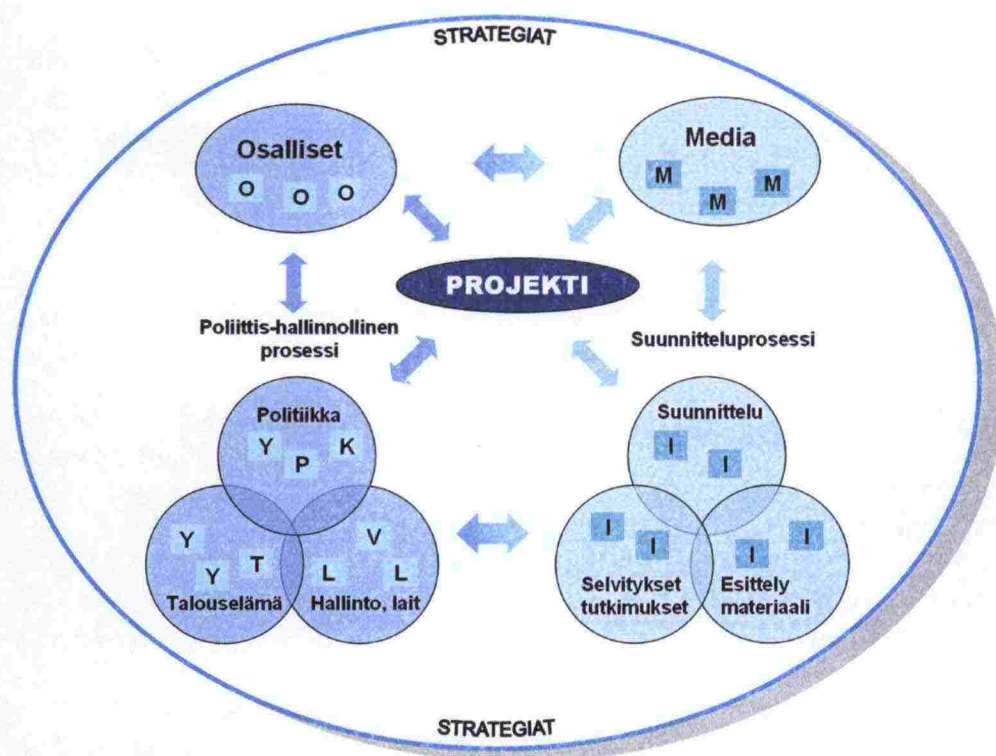 STRATEGIAT
Osalliset
O O O
Media
M M M
PROJEKTI
Poliittis-hallinnollinen
prosessi
Suunnitteluprosessi
Politiikka
Y P K
Suunnittelu
I I
Y Y T
Talouselämä
V L L
Hallinto, lait
I I
Selvitykset
tutkimukset
I I
Esittely
materiaali
STRATEGIAT